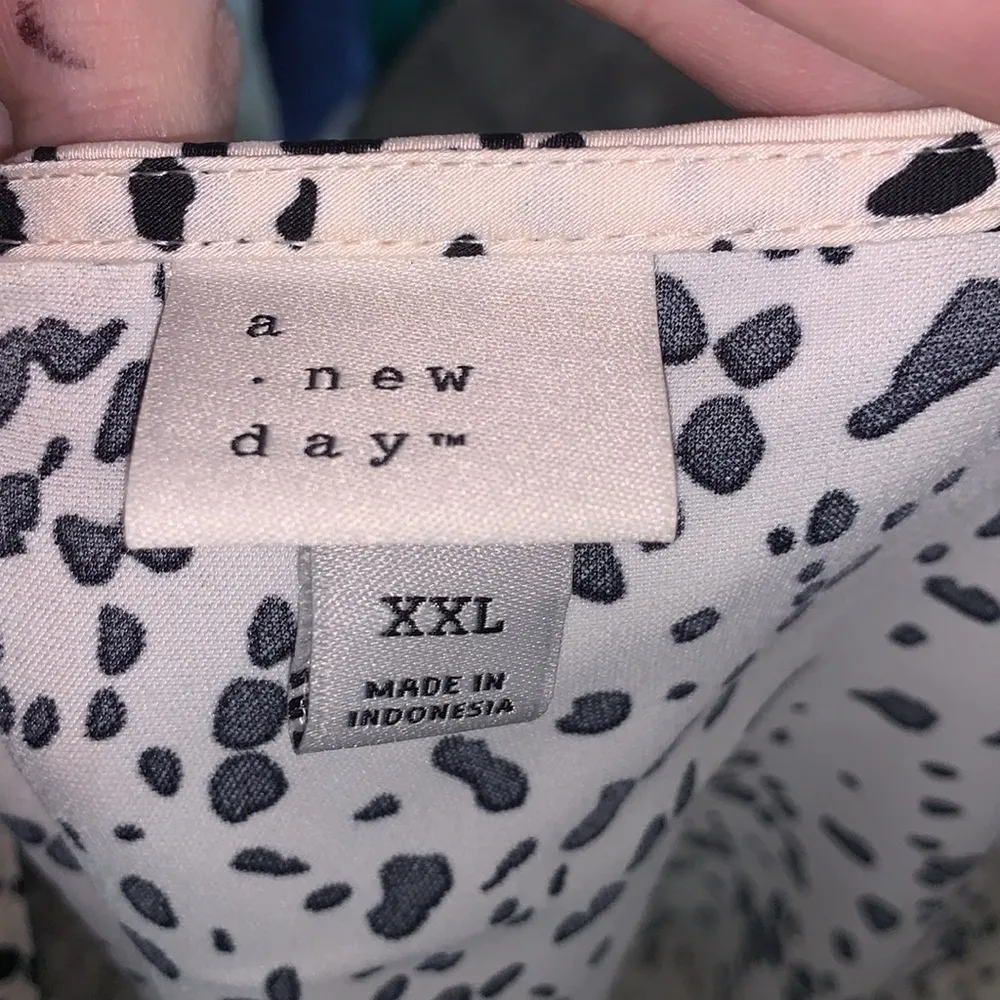 a
· new
day™
XXL
MADE IN
INDONESIA